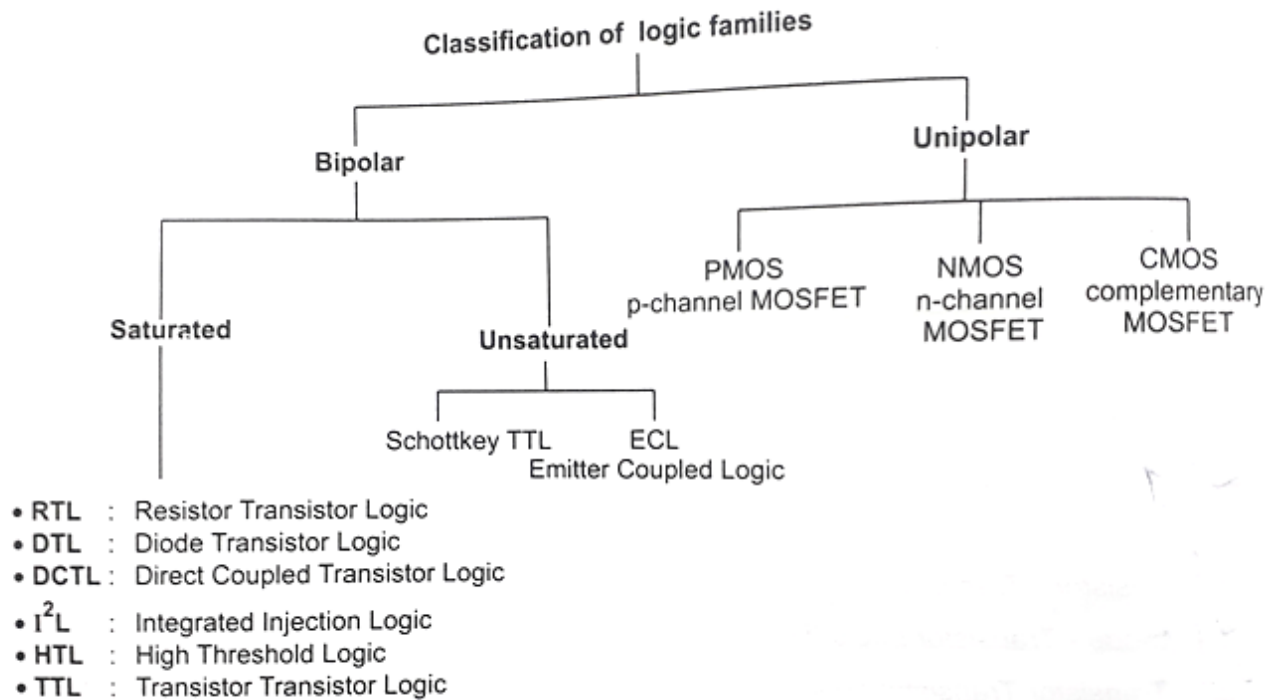 Classification of logic families
Bipolar
Unipolar
Saturated
Unsaturated
PMOS
p-channel MOSFET
NMOS
n-channel
MOSFET
CMOS
complementary
MOSFET
Schottkey TTL
ECL
Emitter Coupled Logic
• RTL : Resistor Transistor Logic
• DTL : Diode Transistor Logic
• DCTL : Direct Coupled Transistor Logic
• I²L : Integrated Injection Logic
• HTL : High Threshold Logic
• TTL : Transistor Transistor Logic